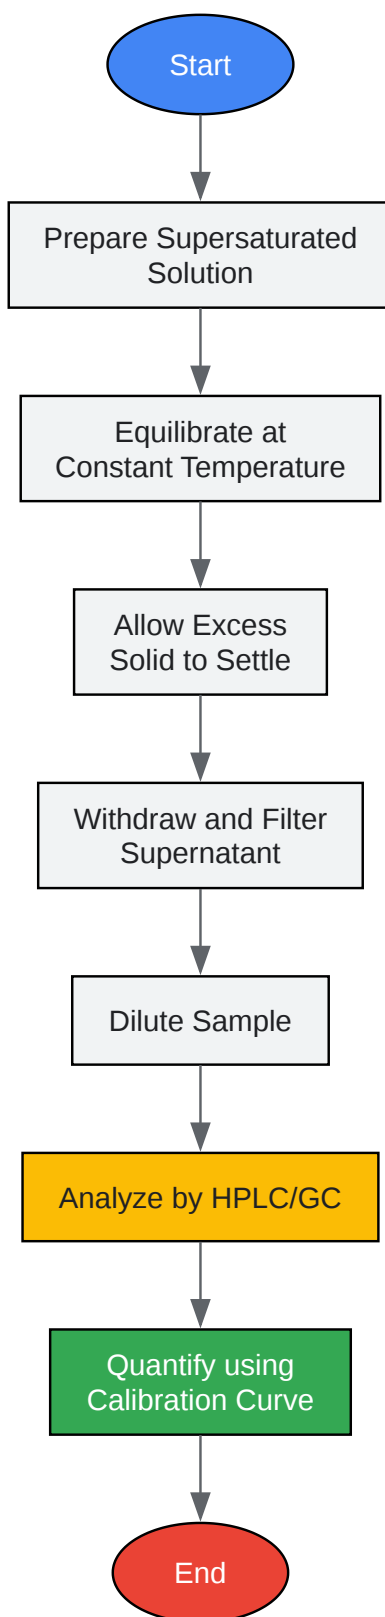 Start
Prepare Supersaturated
Solution
Equilibrate at
Constant Temperature
Allow Excess
Solid to Settle
Withdraw and Filter
Supernatant
Dilute Sample
Analyze by HPLC/GC
Quantify using
Calibration Curve
End